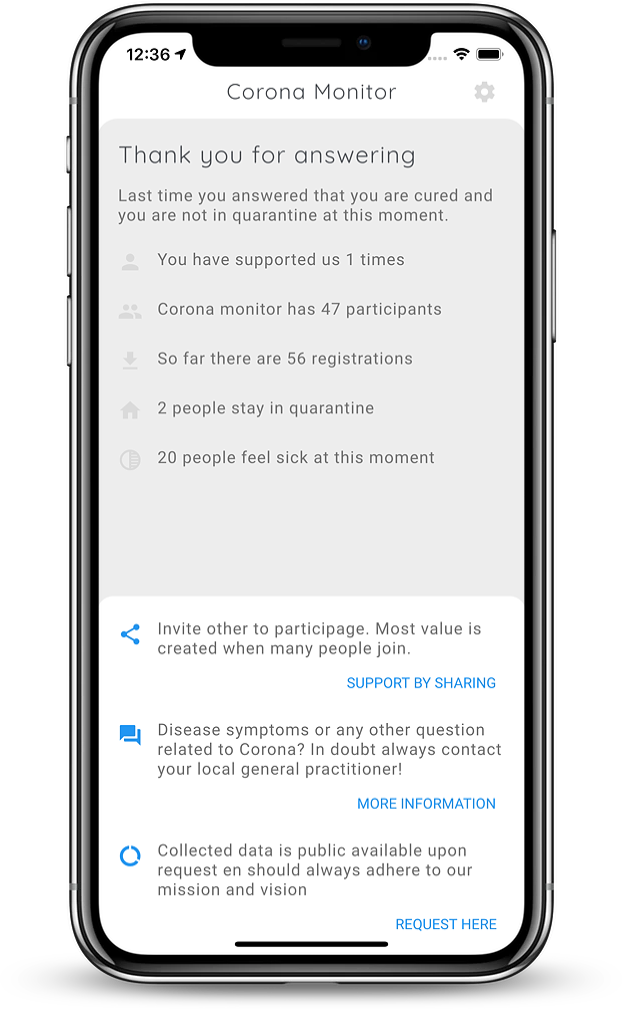 12:36
Corona Monitor
Thank you for answering
Last time you answered that you are cured and
you are not in quarantine at this moment.
You have supported us 1 times
Corona monitor has 47 participants
So far there are 56 registrations
2 people stay in quarantine
20 people feel sick at this moment
Invite other to participage. Most value is
created when many people join.
SUPPORT BY SHARING
Disease symptoms or any other question
related to Corona? In doubt always contact
your local general practitioner!
MORE INFORMATION
Collected data is public available upon
request en should always adhere to our
mission and vision
REQUEST HERE